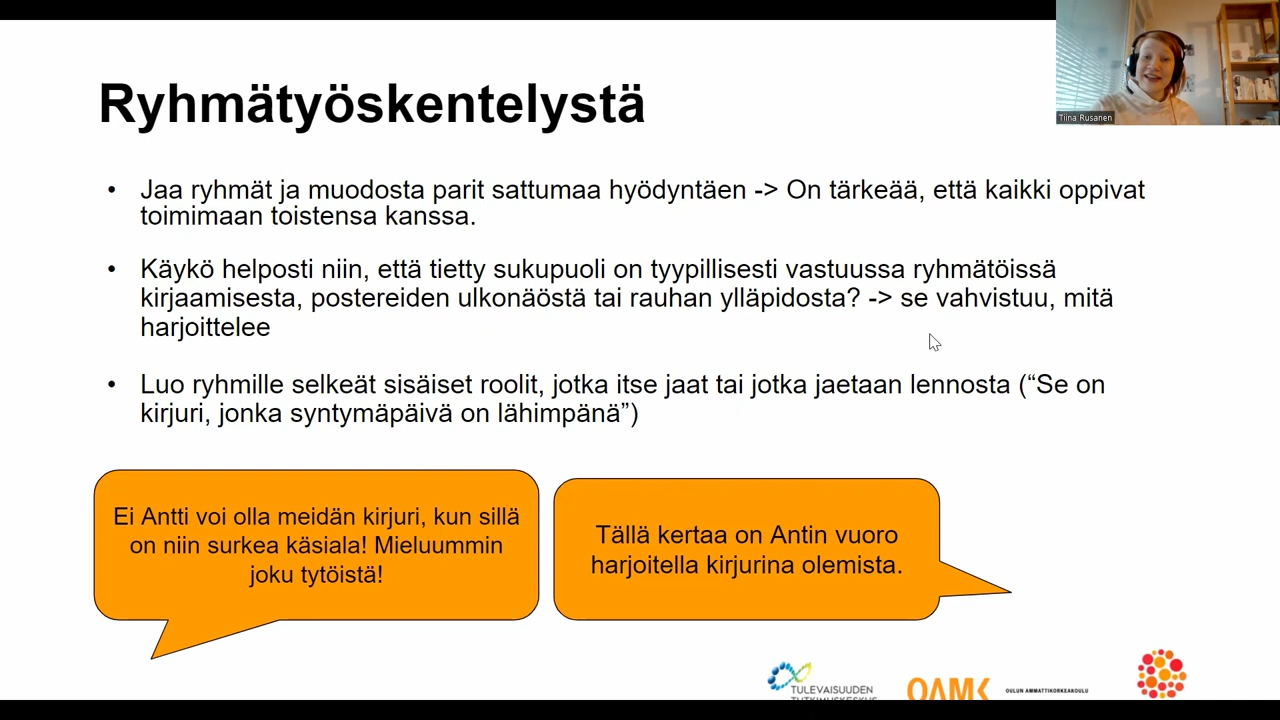 Ryhmätyöskentelystä
Tiina Rusanen
• Jaa ryhmät ja muodosta parit sattumaa hyödyntäen -> On tärkeää, että kaikki oppivat
toimimaan toistensa kanssa.
• Käykö helposti niin, että tietty sukupuoli on tyypillisesti vastuussa ryhmätöissä
kirjaamisesta, postereiden ulkonäöstä tai rauhan ylläpidosta? -> se vahvistuu, mitä
harjoittelee
• Luo ryhmille selkeät sisäiset roolit, jotka itse jaat tai jotka jaetaan lennosta (“Se on
kirjuri, jonka syntymäpäivä on lähimpänä”)
Ei Antti voi olla meidän kirjuri, kun sillä
on niin surkea käsiala! Mieluummin
joku tytöistä!
Tällä kertaa on Antin vuoro
harjoitella kirjurina olemista.
TULEVAISUUDEN
TUTKIMUSKESKUS
OAMK
OULUN AMMATTIKORKEAKOULU